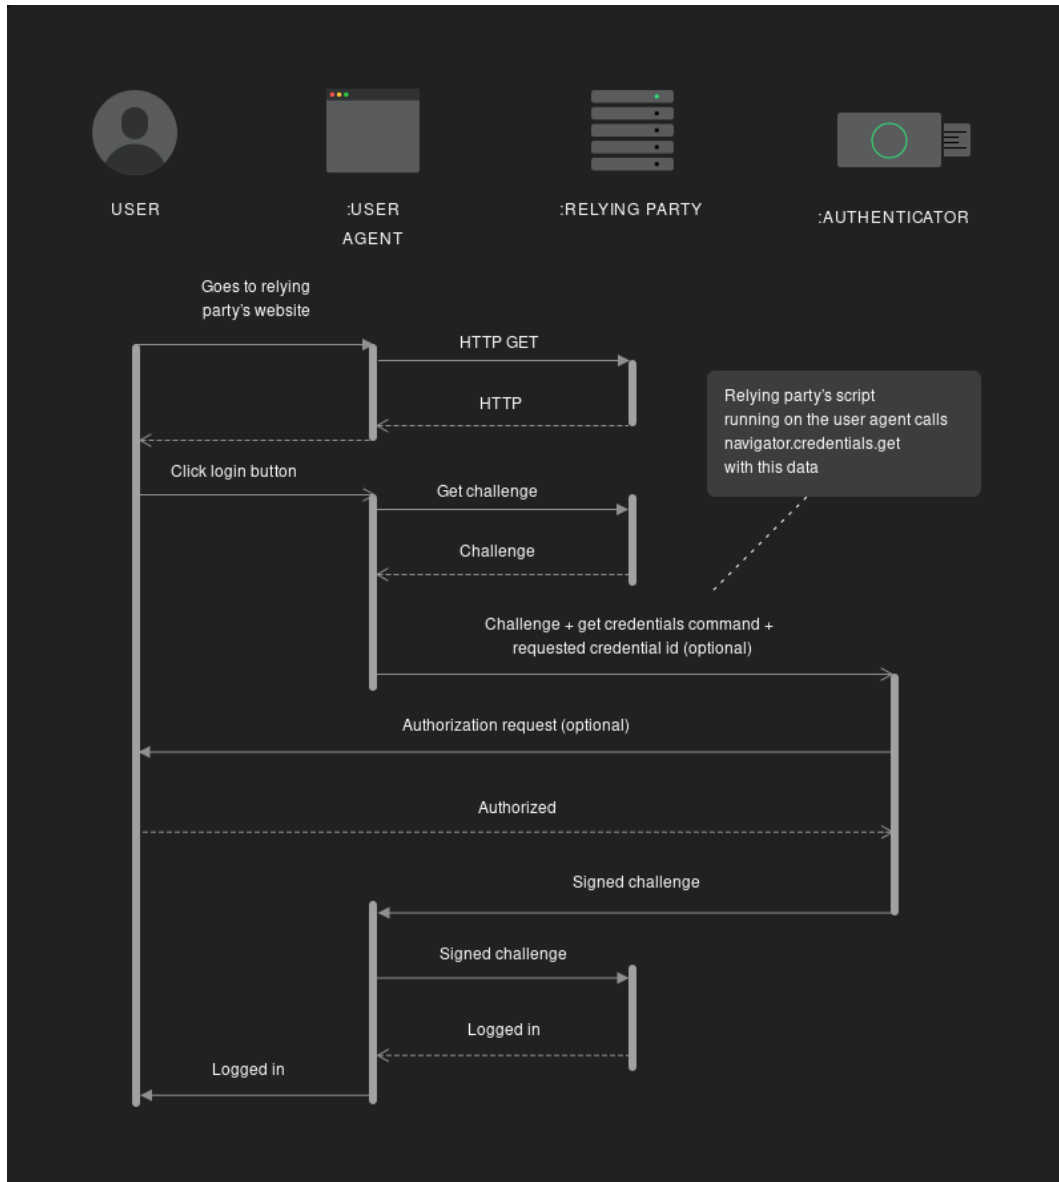 USER
:USER
AGENT
:RELYING PARTY
:AUTHENTICATOR
Goes to relying
party's website
HTTP GET
HTTP
Relying party's script
running on the user agent calls
navigator.credentials.get
with this data
Click login button
Get challenge
Challenge
Challenge + get credentials command +
requested credential id (optional)
Authorization request (optional)
Authorized
Signed challenge
Signed challenge
Logged in
Logged in